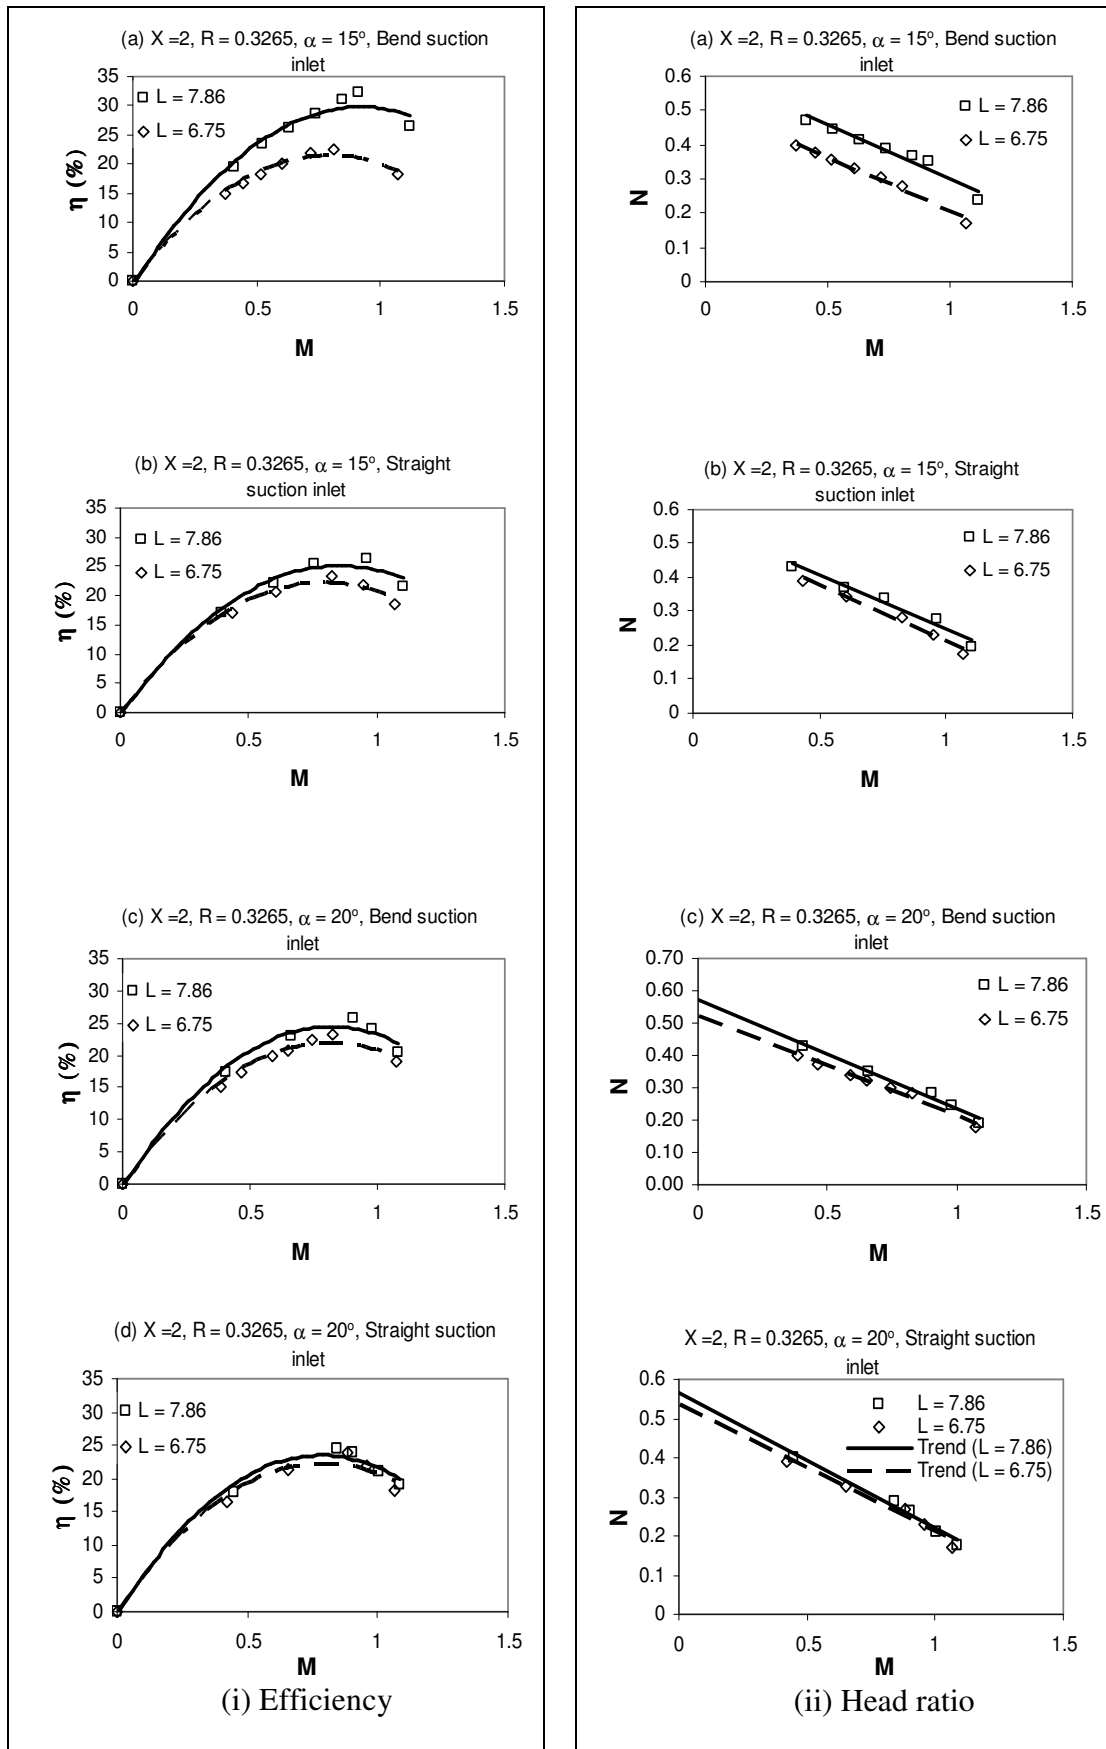 (a) X =2, R = 0.3265, α = 15º, Bend suction
inlet
35
30
25
20
15
10
5
0
η (%)
L = 7.86
L = 6.75
0
0.5
1
1.5
M
(b) X =2, R = 0.3265, α = 15º, Straight
suction inlet
35
30
25
20
15
10
5
0
η (%)
L = 7.86
L = 6.75
0
0.5
1
1.5
M
(c) X =2, R = 0.3265, α = 20º, Bend suction
inlet
35
30
25
20
15
10
5
0
η (%)
L = 7.86
L = 6.75
0
0.5
1
1.5
M
(d) X =2, R = 0.3265, α = 20º, Straight suction
inlet
35
30
25
20
15
10
5
0
η (%)
L = 7.86
L = 6.75
0
0.5
1
1.5
M
(i) Efficiency
(a) X =2, R = 0.3265, α = 15º, Bend suction
inlet
0.6
0.5
0.4
0.3
0.2
0.1
0
N
L = 7.86
L = 6.75
0
0.5
1
1.5
M
(b) X =2, R = 0.3265, α = 15º, Straight
suction inlet
0.6
0.5
0.4
0.3
0.2
0.1
0
N
L = 7.86
L = 6.75
0
0.5
1
1.5
M
(c) X =2, R = 0.3265, α = 20º, Bend suction
inlet
0.70
0.60
0.50
0.40
0.30
0.20
0.10
0.00
N
L = 7.86
L = 6.75
0
0.5
1
1.5
M
X =2, R = 0.3265, α = 20º, Straight suction
inlet
0.6
0.5
0.4
0.3
0.2
0.1
0
N
L = 7.86
L = 6.75
Trend (L = 7.86)
Trend (L = 6.75)
0
0.5
1
1.5
M
(ii) Head ratio